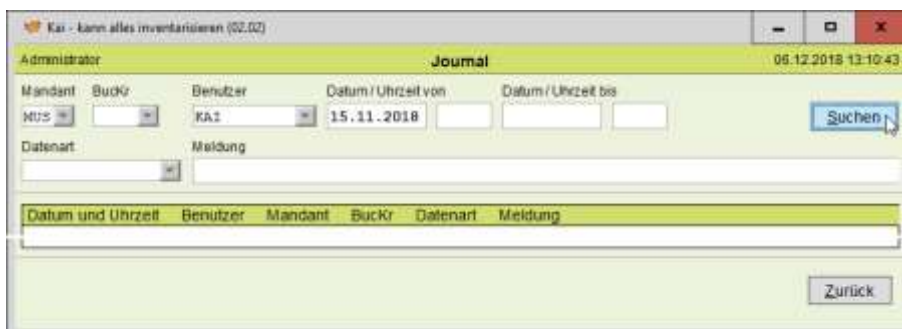 Kai - kann alles inventarisieren (02.02)
Administrator Journal 06.12.2018 13:10:43
Mandant BucKr Benutzer Datum / Uhrzeit von Datum / Uhrzeit bis
MUS KAI 15.11.2018 Suchen
Datenart Meldung
Datum und Uhrzeit Benutzer Mandant BucKr Datenart Meldung
Zurück